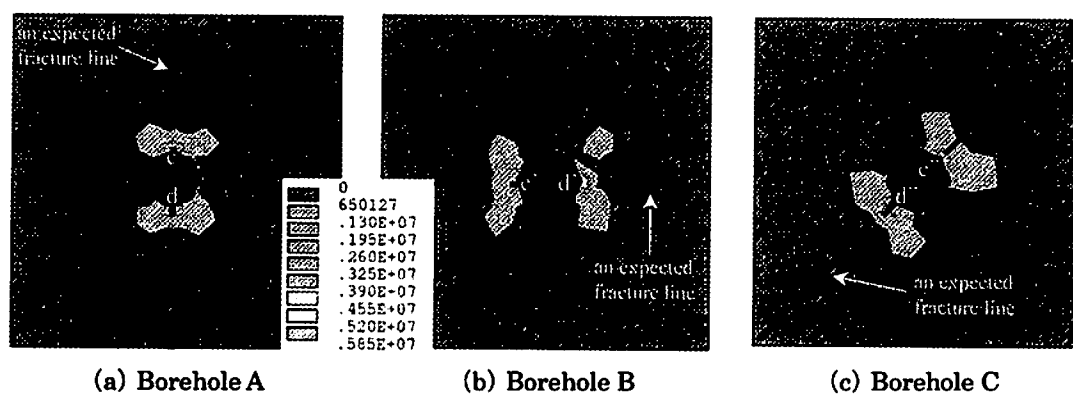 an expected
fracture line
c
d
0
650127
.130E+07
.195E+07
.260E+07
.325E+07
.390E+07
.455E+07
.520E+07
.585E+07
c'
d'
an expected
fracture line
c''
d''
an expected
fracture line
(a) Borehole A
(b) Borehole B
(c) Borehole C